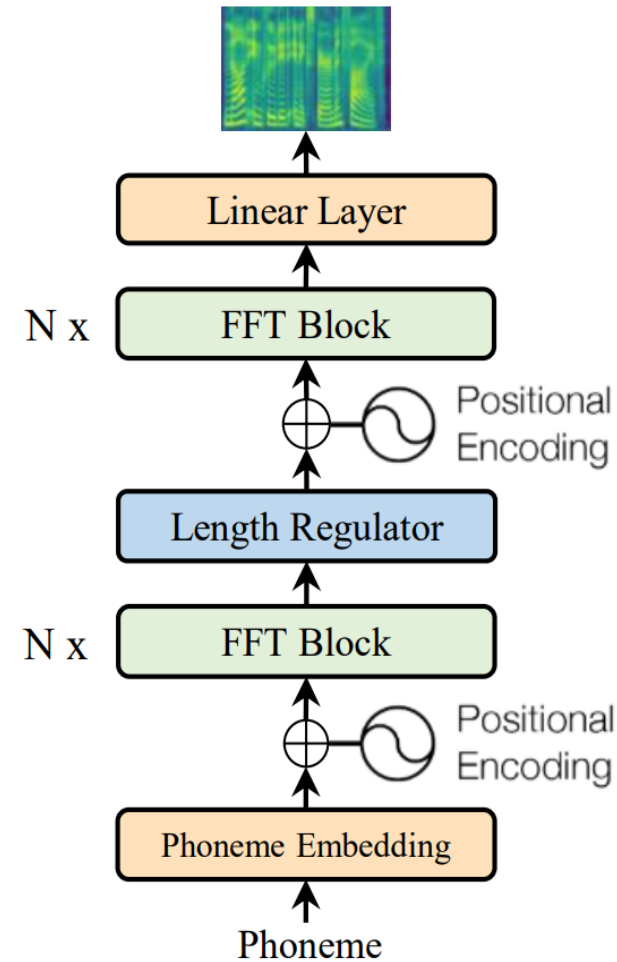 Linear Layer
N x
FFT Block
Positional
Encoding
Length Regulator
N x
FFT Block
Positional
Encoding
Phoneme Embedding
Phoneme